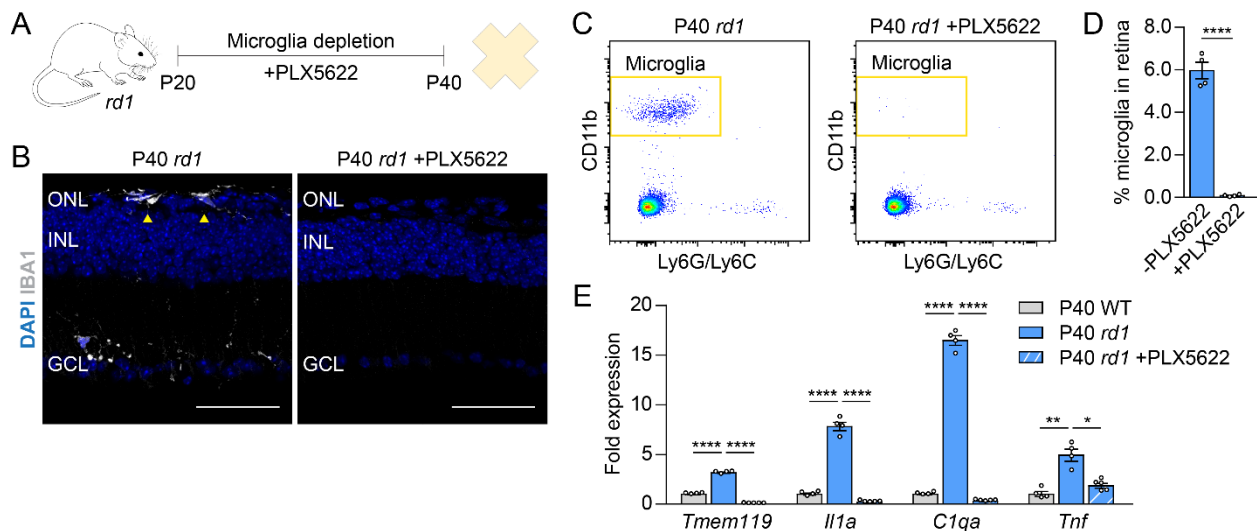 A
Microglia depletion
+PLX5622
P20
P40
rd1
B
P40 rd1
P40 rd1 +PLX5622
DAPI IBA1
ONL
INL
GCL
ONL
INL
GCL
C
P40 rd1
P40 rd1 +PLX5622
Microglia
Microglia
CD11b
CD11b
Ly6G/Ly6C
Ly6G/Ly6C
D
% microglia in retina
****
6.0
4.0
2.0
0.0
-PLX5622
+PLX5622
E
Fold expression
20
15
10
5
0
**** ****
**** ****
**** ****
** *
P40 WT
P40 rd1
P40 rd1 +PLX5622
Tmem119
Il1a
C1qa
Tnf